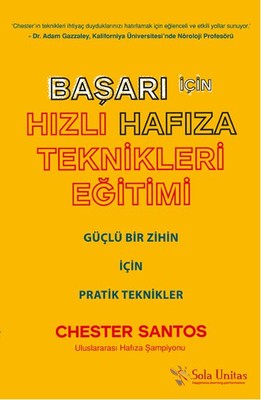 'Chester'ın teknikleri ihtiyaç duyduklarınızı hatırlamak için eğlenceli ve etkili yollar sunuyor.'
- Dr. Adam Gazzaley, Kaliforniya Üniversitesi'nde Nöroloji Profesörü
BAŞARI İÇİN
HIZLI HAFIZA
TEKNİKLERİ
EĞİTİMİ
GÜÇLÜ BİR ZİHİN
İÇİN
PRATİK TEKNİKLER
CHESTER SANTOS
Uluslararası Hafıza Şampiyonu
Sola Unitas